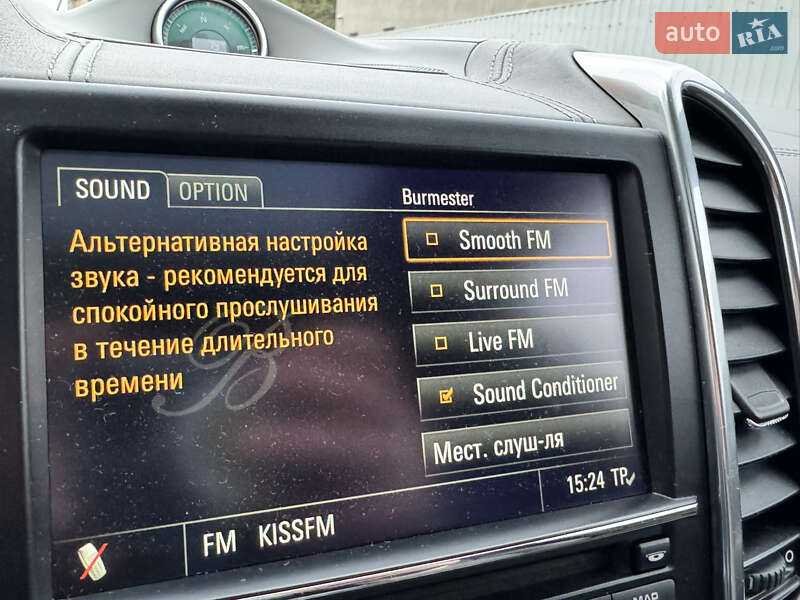 auto RIA
N
SOUND OPTION
Burmester
Альтернативная настройка
звука - рекомендуется для
спокойного прослушивания
в течение длительного
времени
Smooth FM
Surround FM
Live FM
Sound Conditioner
Мест. слуш-ля
15:24 TP
FM KISSFM
MAP